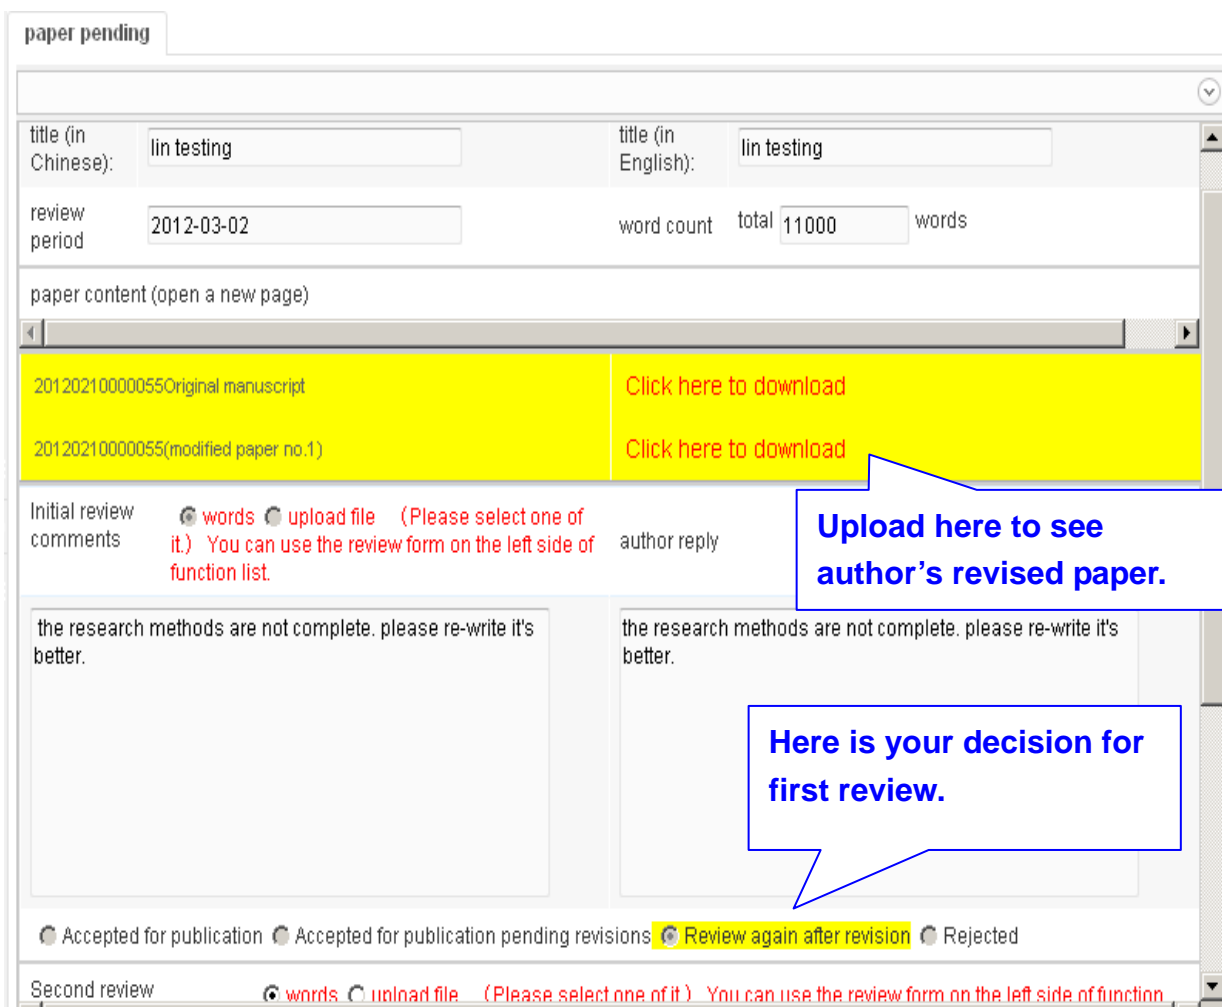 paper pending
title (in Chinese):
lin testing
title (in English):
lin testing
review period
2012-03-02
word count
total 11000 words
paper content (open a new page)
20120210000055Original manuscript
Click here to download
20120210000055(modified paper no.1)
Click here to download
Initial review comments
words upload file (Please select one of
it.) You can use the review form on the left side of
function list.
author reply
Upload here to see
author’s revised paper.
the research methods are not complete. please re-write it's
better.
the research methods are not complete. please re-write it's
better.
Here is your decision for
first review.
Accepted for publication Accepted for publication pending revisions Review again after revision Rejected
Second review
words upload file (Please select one of it.) You can use the review form on the left side of function